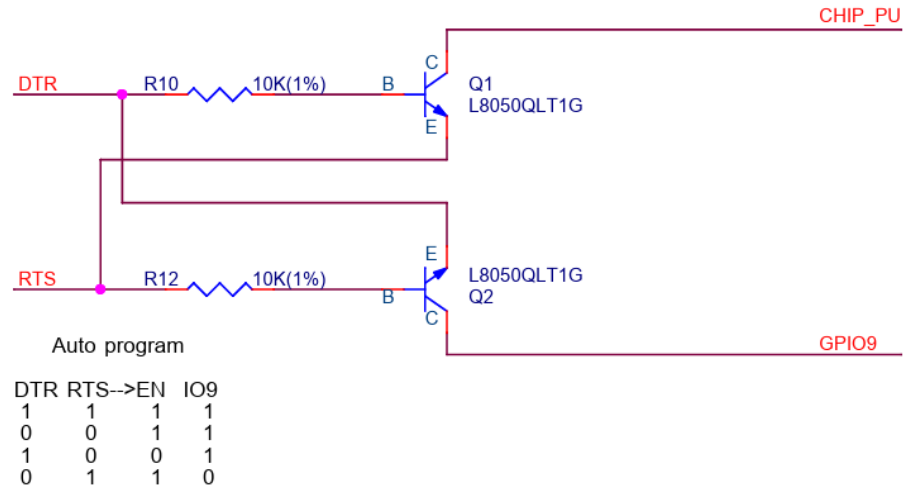 CHIP_PU
C
DTR R10 10K(1%) B Q1
L8050QLT1G
E
E
RTS R12 10K(1%) L8050QLT1G
B Q2
C
GPIO9
Auto program
DTR RTS-->EN IO9
1 1 1 1
0 0 1 1
1 0 0 1
0 1 1 0